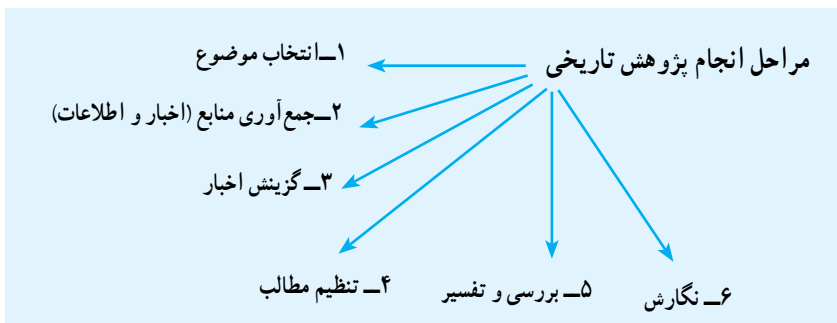 مراحل انجام پژوهش تاریخی
۱ــ انتخاب موضوع
۲ــ جمع‌آوری منابع (اخبار و اطلاعات)
۳ــ گزینش اخبار
۴ــ تنظیم مطالب
۵ــ بررسی و تفسیر
۶ــ نگارش